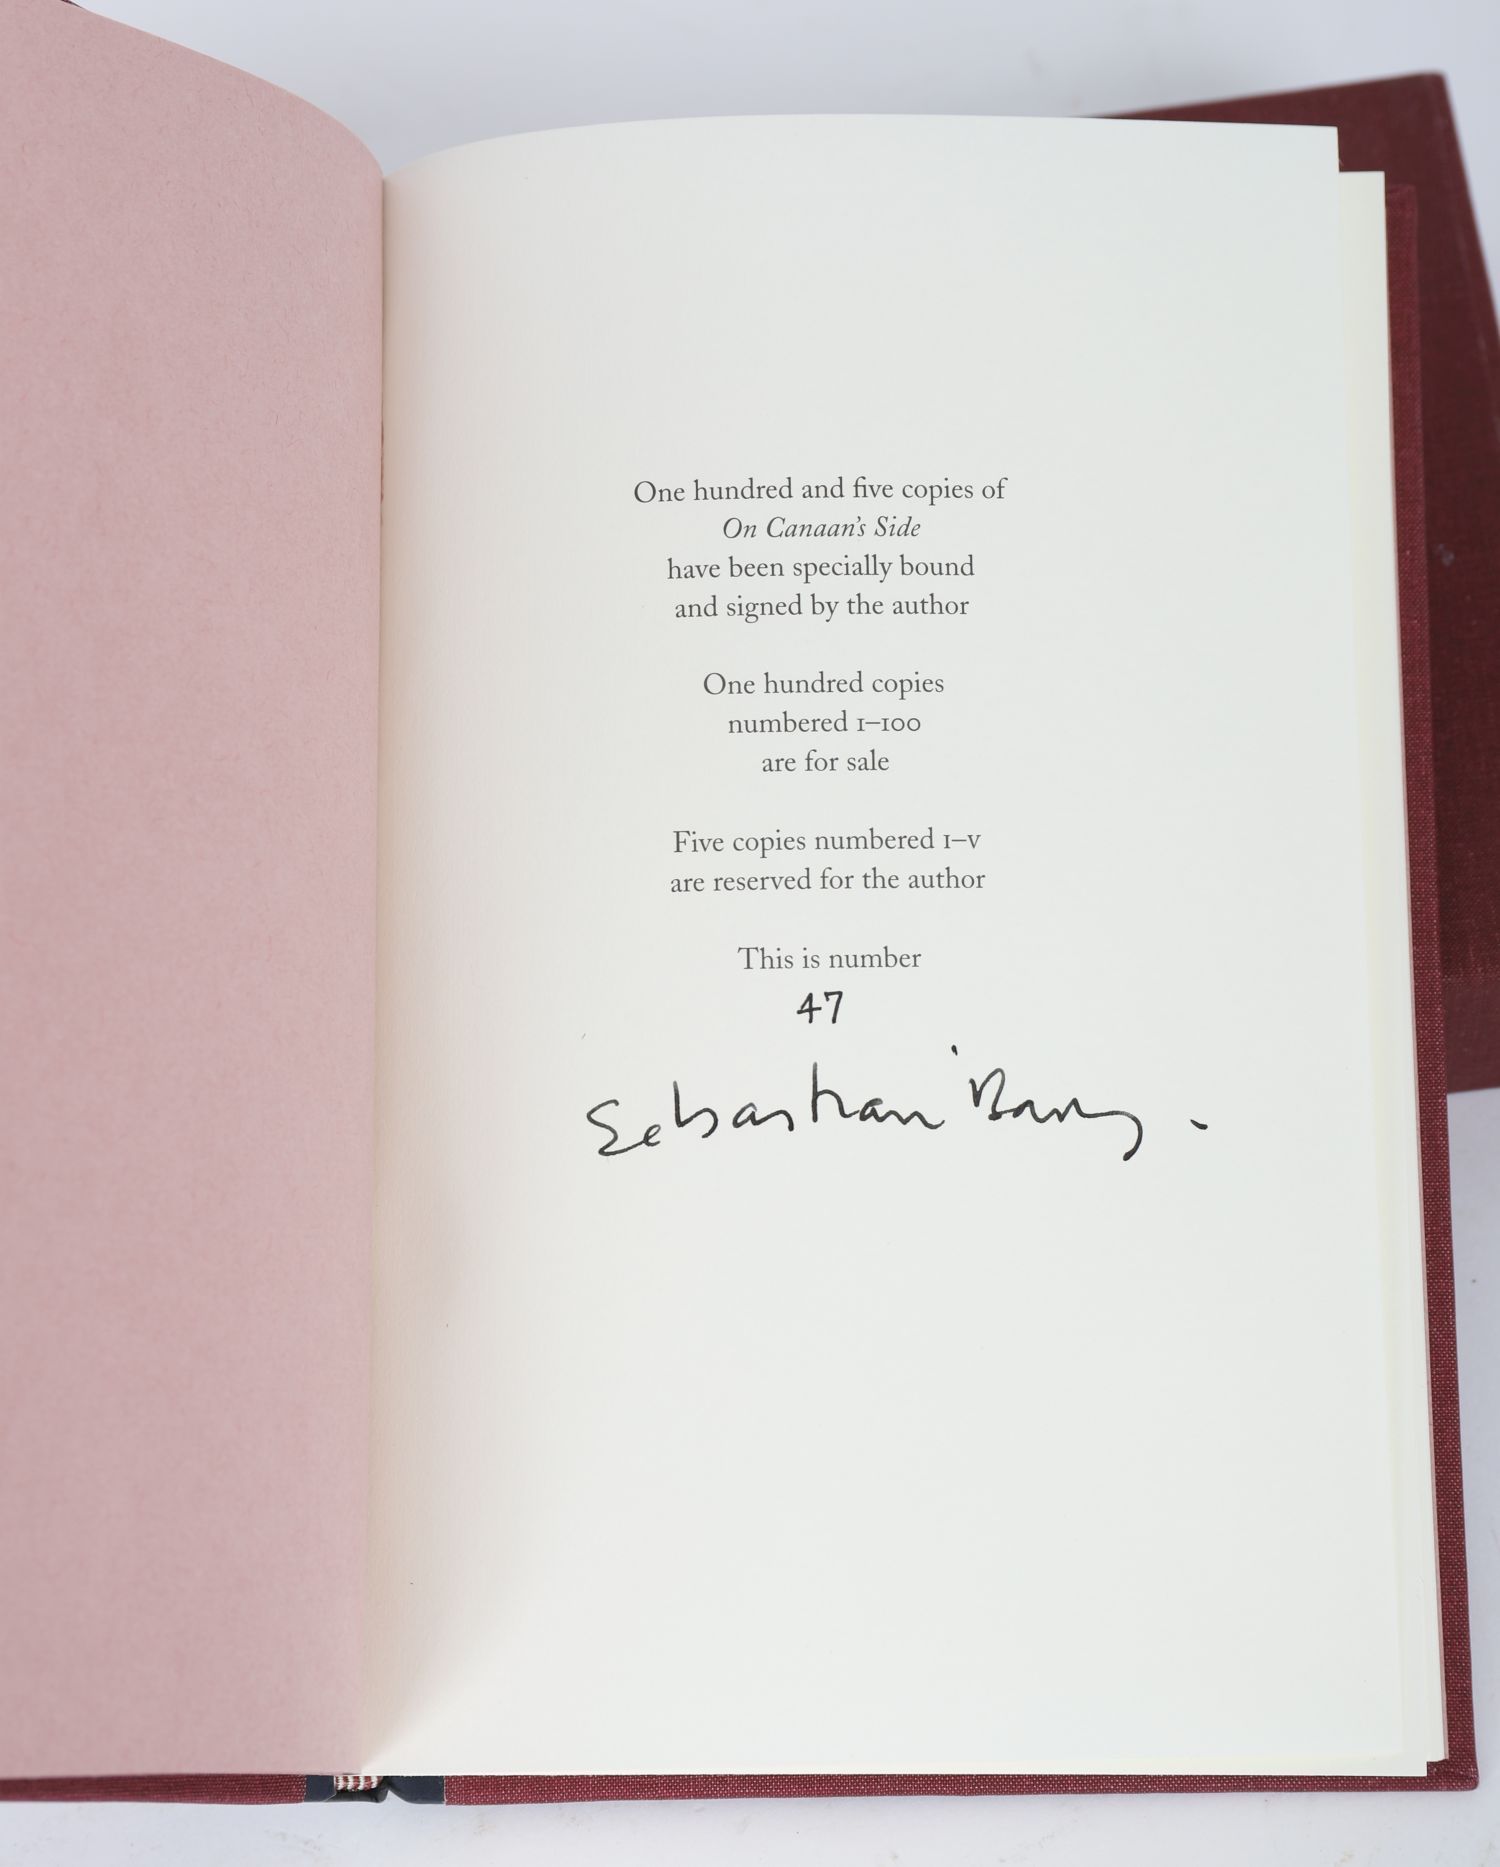 One hundred and five copies of
On Canaan's Side
have been specially bound
and signed by the author
One hundred copies
numbered 1–100
are for sale
Five copies numbered I–V
are reserved for the author
This is number
47
Sebastian Barry.